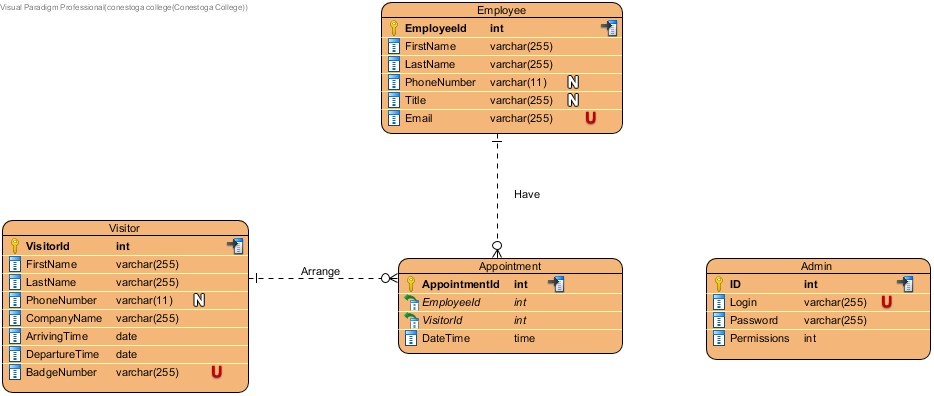 Visual Paradigm Professional(conestoga college(Conestoga College))
Employee
EmployeeId int
FirstName varchar(255)
LastName varchar(255)
PhoneNumber varchar(11) N
Title varchar(255) N
Email varchar(255) U
Have
Visitor
VisitorId int
FirstName varchar(255)
LastName varchar(255)
PhoneNumber varchar(11) N
CompanyName varchar(255)
ArrivingTime date
DepartureTime date
BadgeNumber varchar(255) U
Arrange
Appointment
AppointmentId int
EmployeeId int
VisitorId int
DateTime time
Admin
ID int
Login varchar(255) U
Password varchar(255)
Permissions int